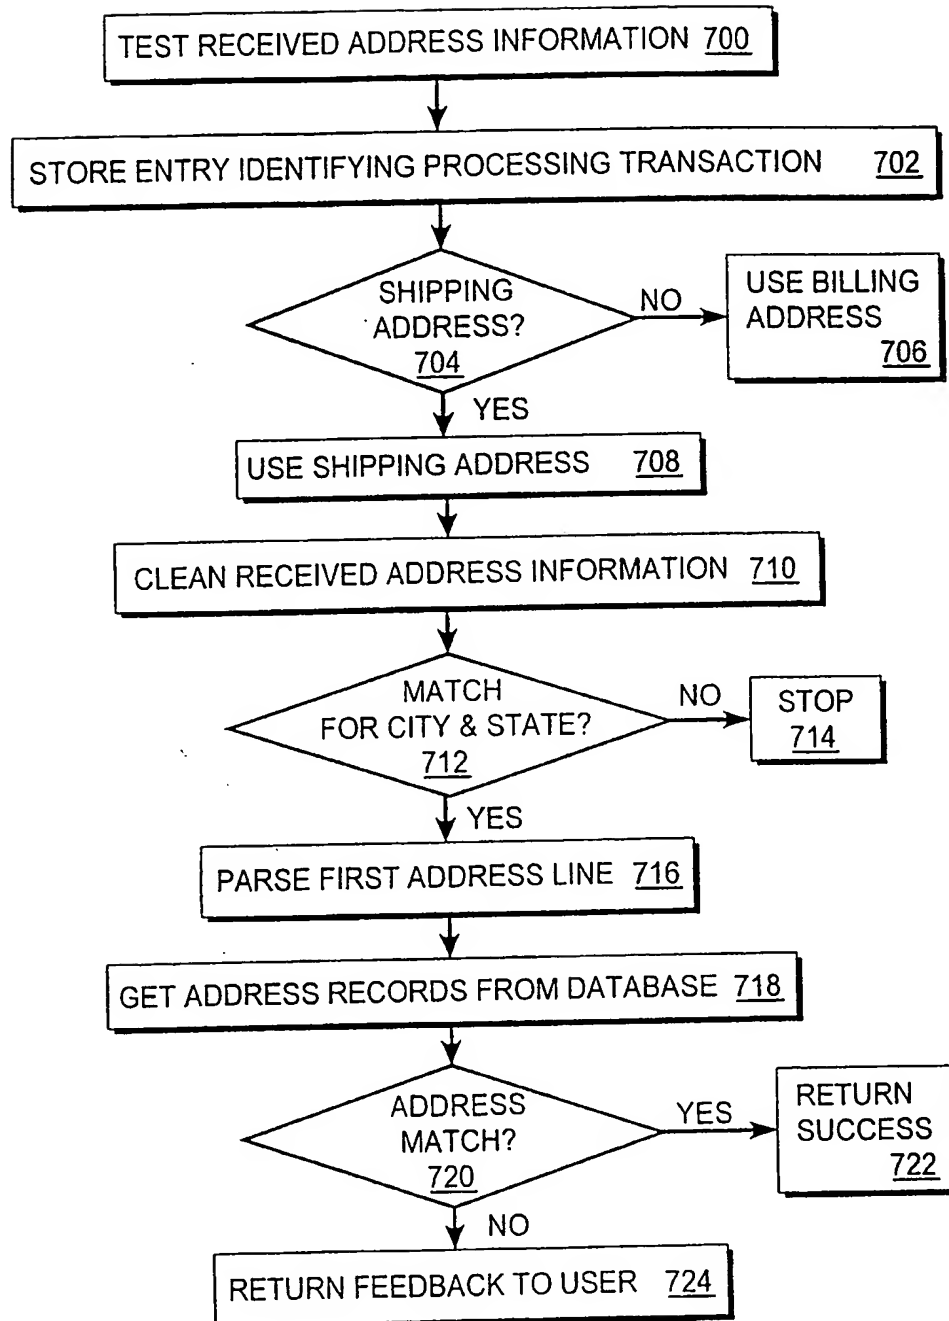 TEST RECEIVED ADDRESS INFORMATION 700
STORE ENTRY IDENTIFYING PROCESSING TRANSACTION 702
SHIPPING
ADDRESS?
704
NO
USE BILLING
ADDRESS
706
YES
USE SHIPPING ADDRESS 708
CLEAN RECEIVED ADDRESS INFORMATION 710
MATCH
FOR CITY & STATE?
712
NO
STOP
714
YES
PARSE FIRST ADDRESS LINE 716
GET ADDRESS RECORDS FROM DATABASE 718
ADDRESS
MATCH?
720
YES
RETURN
SUCCESS
722
NO
RETURN FEEDBACK TO USER 724